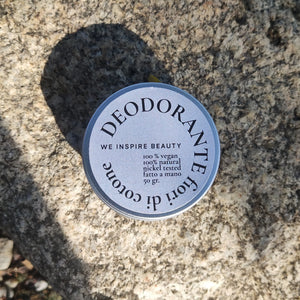 DEODORANTE fiori di cotone
WE INSPIRE BEAUTY
100 % vegan
100% natural
nickel tested
fatto a mano
50 gr.